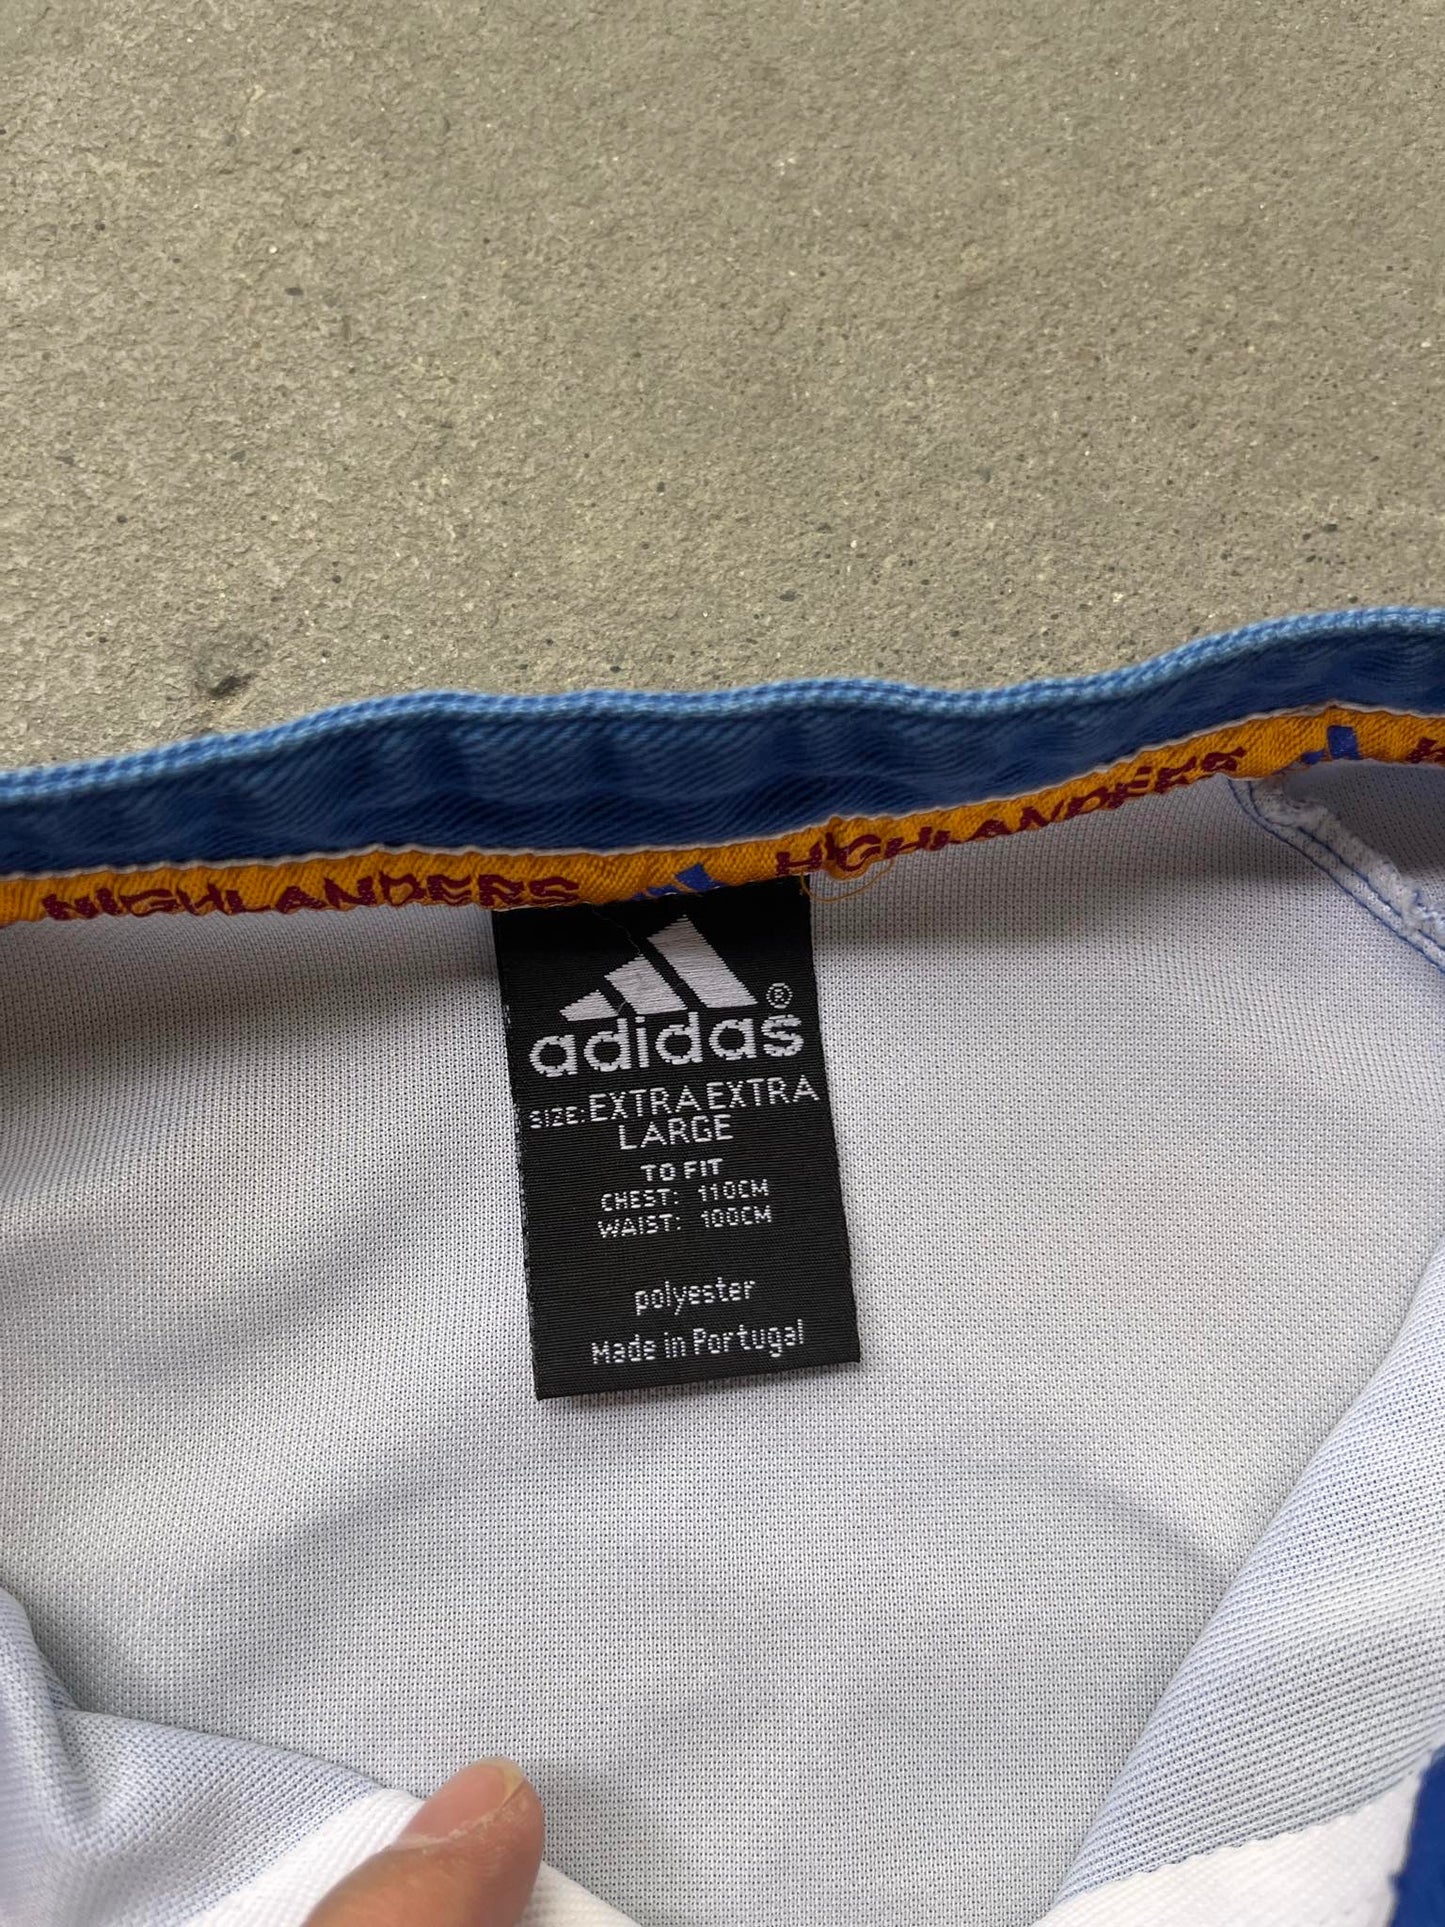 HIGHLANDERS HIGHLANDERS
®
adidas
SIZE: EXTRA EXTRA
LARGE
TO FIT
CHEST: 110CM
WAIST: 100CM
polyester
Made in Portugal